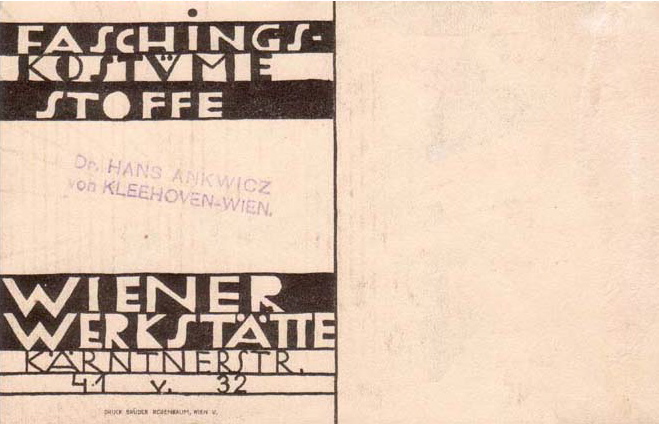 FASCHINGS-
KOSTÜME
STOFFE
Dr. HANS ANKWICZ
von KLEEHOVEN-WIEN.
WIENER
WERKSTÄTTE
KÄRNTNERSTR.
41 v. 32
DRUCK BRÜDER ROSENBAUM, WIEN V.